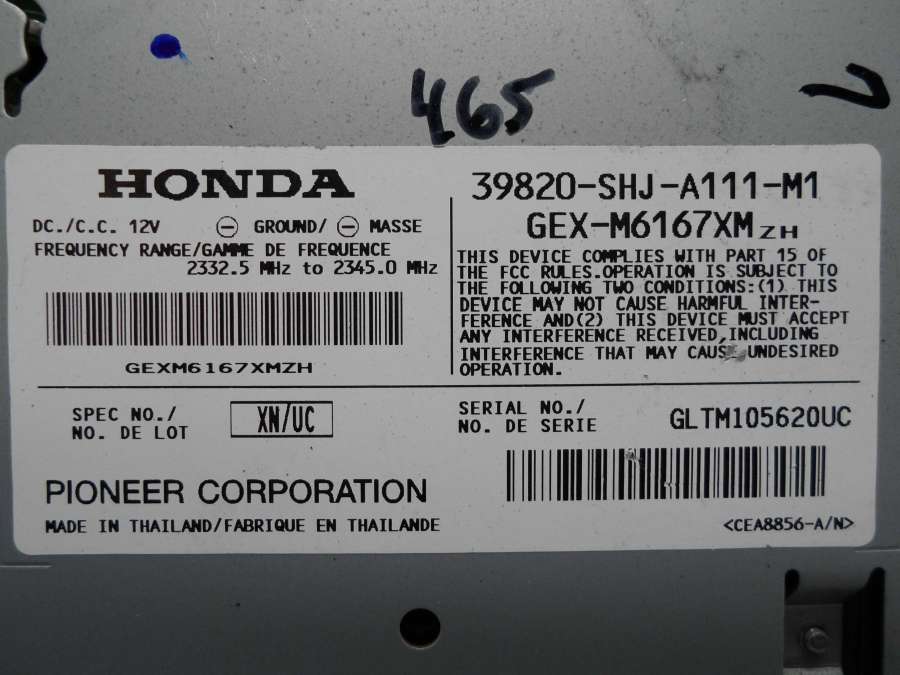 465
HONDA
DC./C.C. 12V ⊖ GROUND/ ⊖ MASSE
FREQUENCY RANGE/GAMME DE FREQUENCE
2332.5 MHz to 2345.0 MHz
GEXM6167XMZH
39820-SHJ-A111-M1
GEX-M6167XM ZH
THIS DEVICE COMPLIES WITH PART 15 OF
THE FCC RULES.OPERATION IS SUBJECT TO
THE FOLLOWING TWO CONDITIONS:(1) THIS
DEVICE MAY NOT CAUSE HARMFUL INTER-
FERENCE AND(2) THIS DEVICE MUST ACCEPT
ANY INTERFERENCE RECEIVED,INCLUDING
INTERFERENCE THAT MAY CAUSE UNDESIRED
OPERATION.
SPEC NO./
NO. DE LOT
XN/UC
SERIAL NO./
NO. DE SERIE
GLTM105620UC
PIONEER CORPORATION
MADE IN THAILAND/FABRIQUE EN THAILANDE
<CEA8856-A/N>